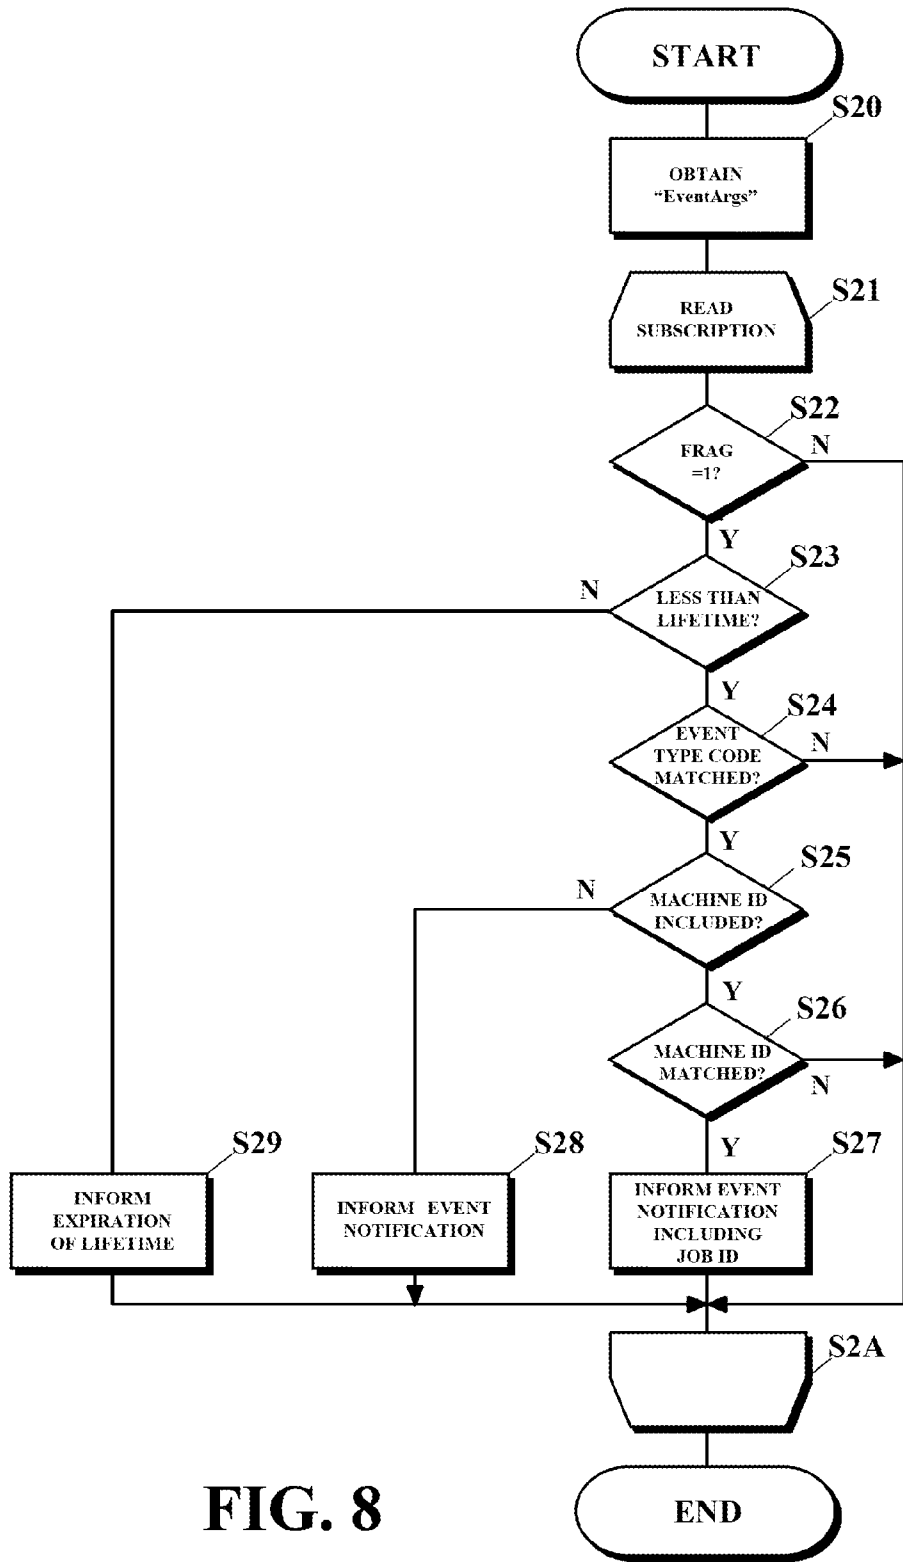 START
S20
OBTAIN
“EventArgs”
S21
READ
SUBSCRIPTION
S22
FRAG
=1?
N
Y
S23
N
LESS THAN
LIFETIME?
Y
S24
EVENT
TYPE CODE
MATCHED?
N
Y
S25
N
MACHINE ID
INCLUDED?
Y
S26
MACHINE ID
MATCHED?
N
Y
S29
INFORM
EXPIRATION
OF LIFETIME
S28
INFORM EVENT
NOTIFICATION
S27
INFORM EVENT
NOTIFICATION
INCLUDING
JOB ID
S2A
END
FIG. 8